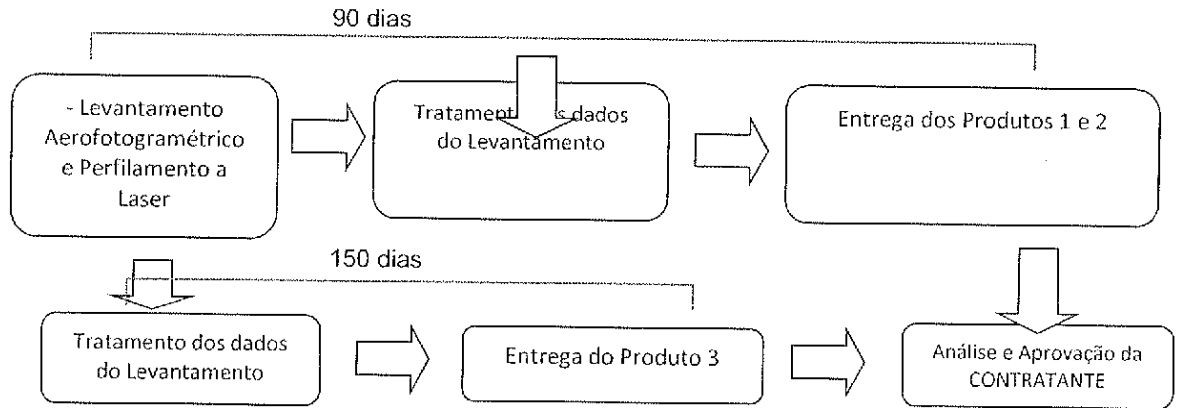 90 dias
- Levantamento
Aerofotogramétrico
e Perfilamento a
Laser
Tratament s dados
do Levantamento
Entrega dos Produtos 1 e 2
150 dias
Tratamento dos dados
do Levantamento
Entrega do Produto 3
Análise e Aprovação da
CONTRATANTE